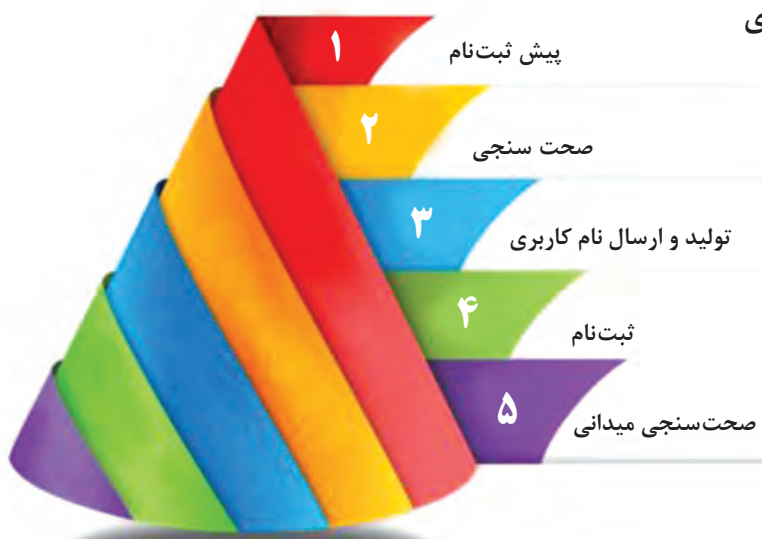 ی
۱
پیش ثبت‌نام
۲
صحت سنجی
۳
تولید و ارسال نام کاربری
۴
ثبت‌نام
۵
صحت‌سنجی میدانی